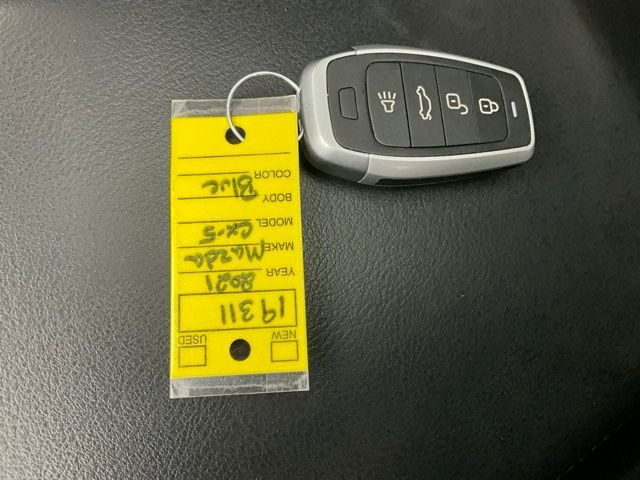 NEW USED
19311
YEAR 2021
MAKE Mazda
MODEL CX-5
BODY
COLOR Blue